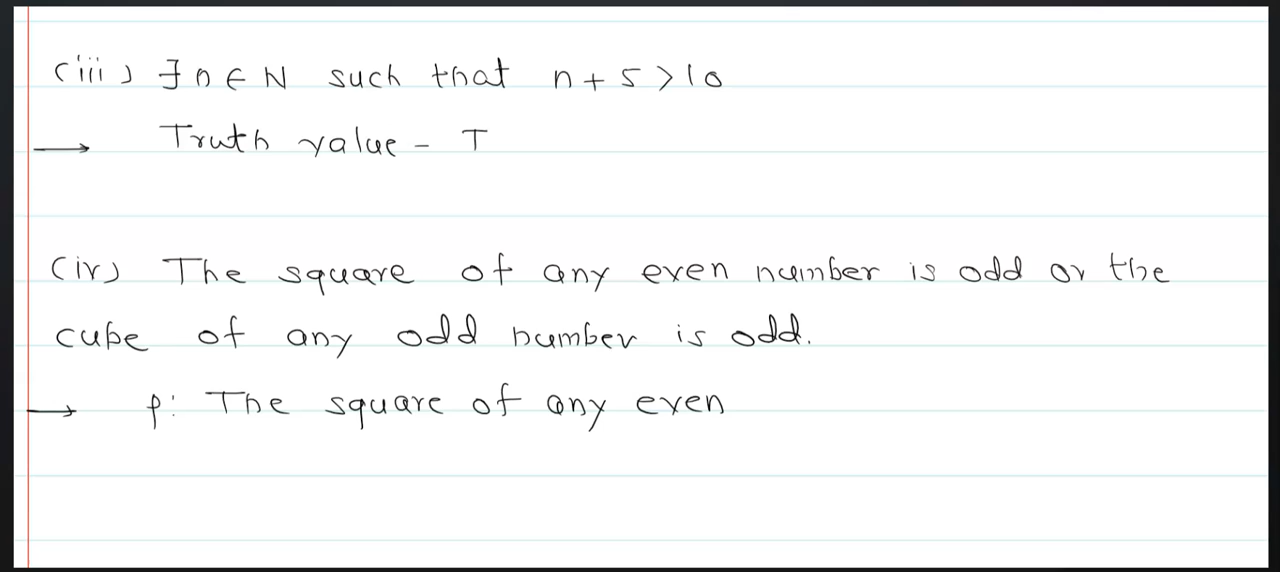 (iii) ∃ n ∈ N such that n + 5 > 10
→ Truth value - T
(iv) The square of any even number is odd or the
cube of any odd number is odd.
→ p: The square of any even